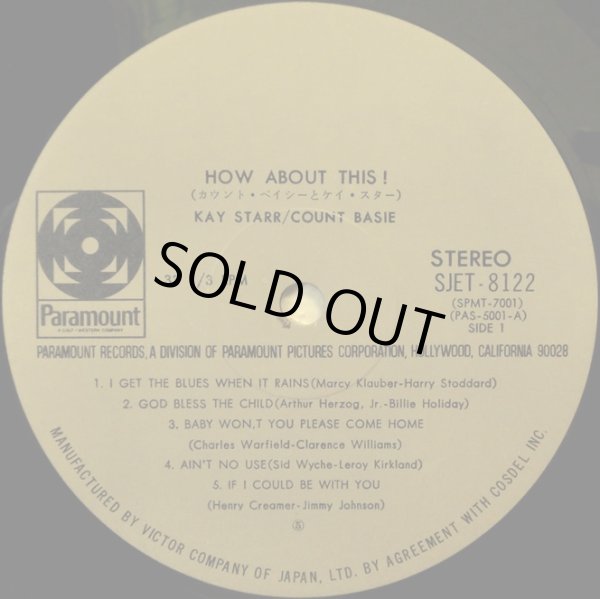 HOW ABOUT THIS!
(カウント・ベイシーとケイ・スター)
KAY STARR/COUNT BASIE
STEREO
SJET-8122
(SPMT-7001)
(PAS-5001-A)
SIDE 1
Paramount
A GULF+WESTERN COMPANY
SOLD OUT
PARAMOUNT RECORDS, A DIVISION OF PARAMOUNT PICTURES CORPORATION, HOLLYWOOD, CALIFORNIA 90028
1. I GET THE BLUES WHEN IT RAINS(Marcy Klauber-Harry Stoddard)
2. GOD BLESS THE CHILD(Arthur Herzog, Jr.-Billie Holiday)
3. BABY WON,T YOU PLEASE COME HOME
(Charles Warfield-Clarence Williams)
4. AIN'T NO USE(Sid Wyche-Leroy Kirkland)
5. IF I COULD BE WITH YOU
(Henry Creamer-Jimmy Johnson)
MANUFACTURED BY VICTOR COMPANY OF JAPAN, LTD. BY AGREEMENT WITH COSDEL INC.